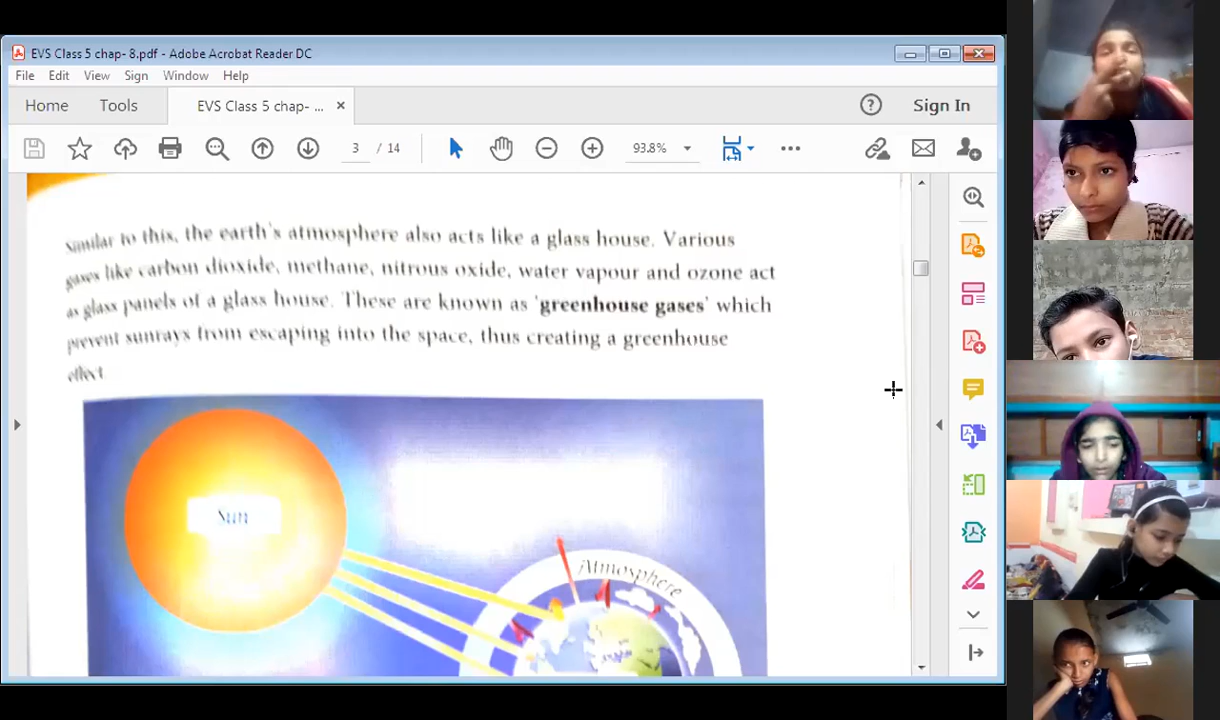 EVS Class 5 chap- 8.pdf - Adobe Acrobat Reader DC
File Edit View Sign Window Help
Home Tools EVS Class 5 chap- ... × Sign In
3 / 14 93.8%
Similar to this, the earth's atmosphere also acts like a glass house. Various
gases like carbon dioxide, methane, nitrous oxide, water vapour and ozone act
as glass panels of a glass house. These are known as 'greenhouse gases' which
prevent sunrays from escaping into the space, thus creating a greenhouse
effect.
Sun
Atmosphere